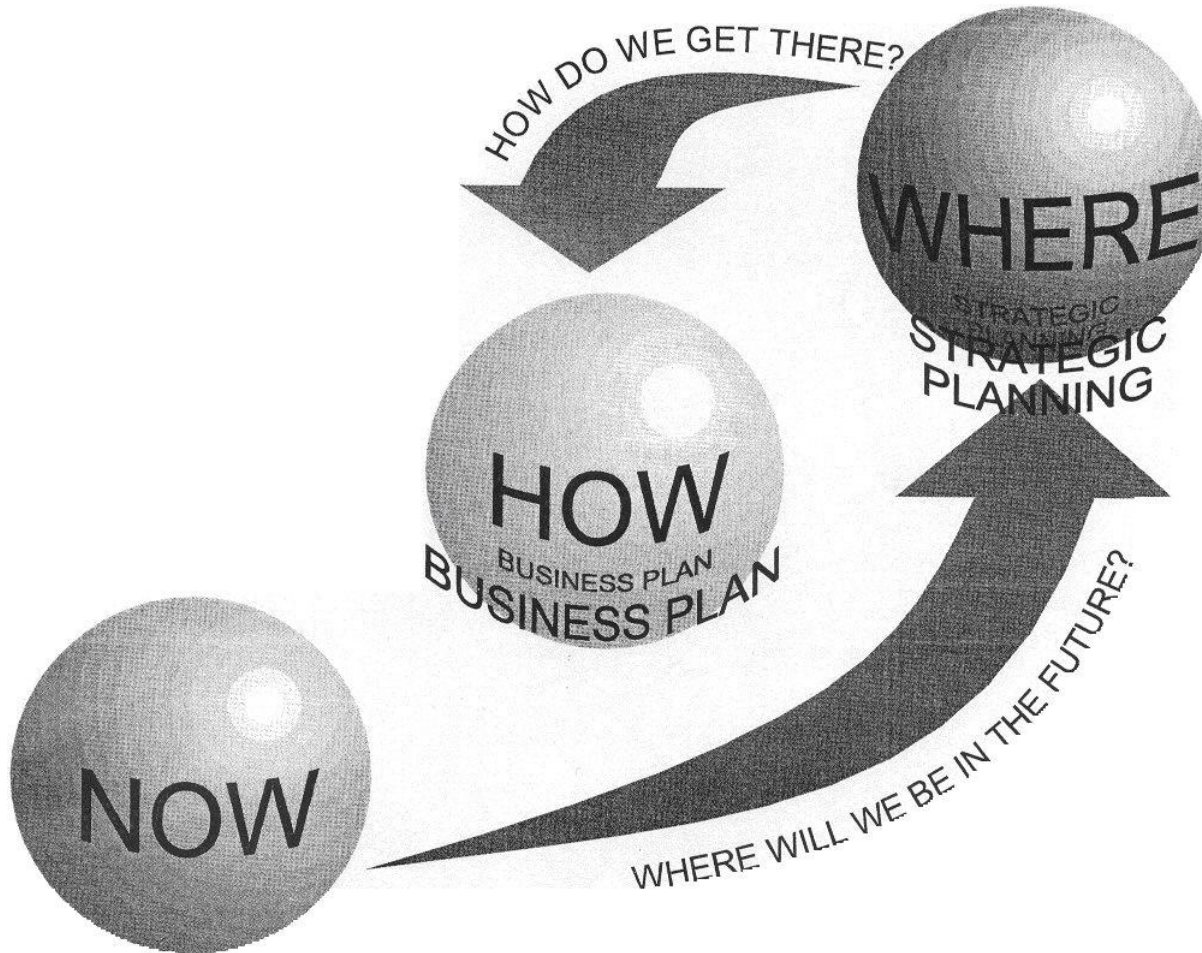 HOW DO WE GET THERE?
WHERE
STRATEGIC
PLANNING
STRATEGIC
PLANNING
HOW
BUSINESS PLAN
BUSINESS PLAN
NOW
WHERE WILL WE BE IN THE FUTURE?